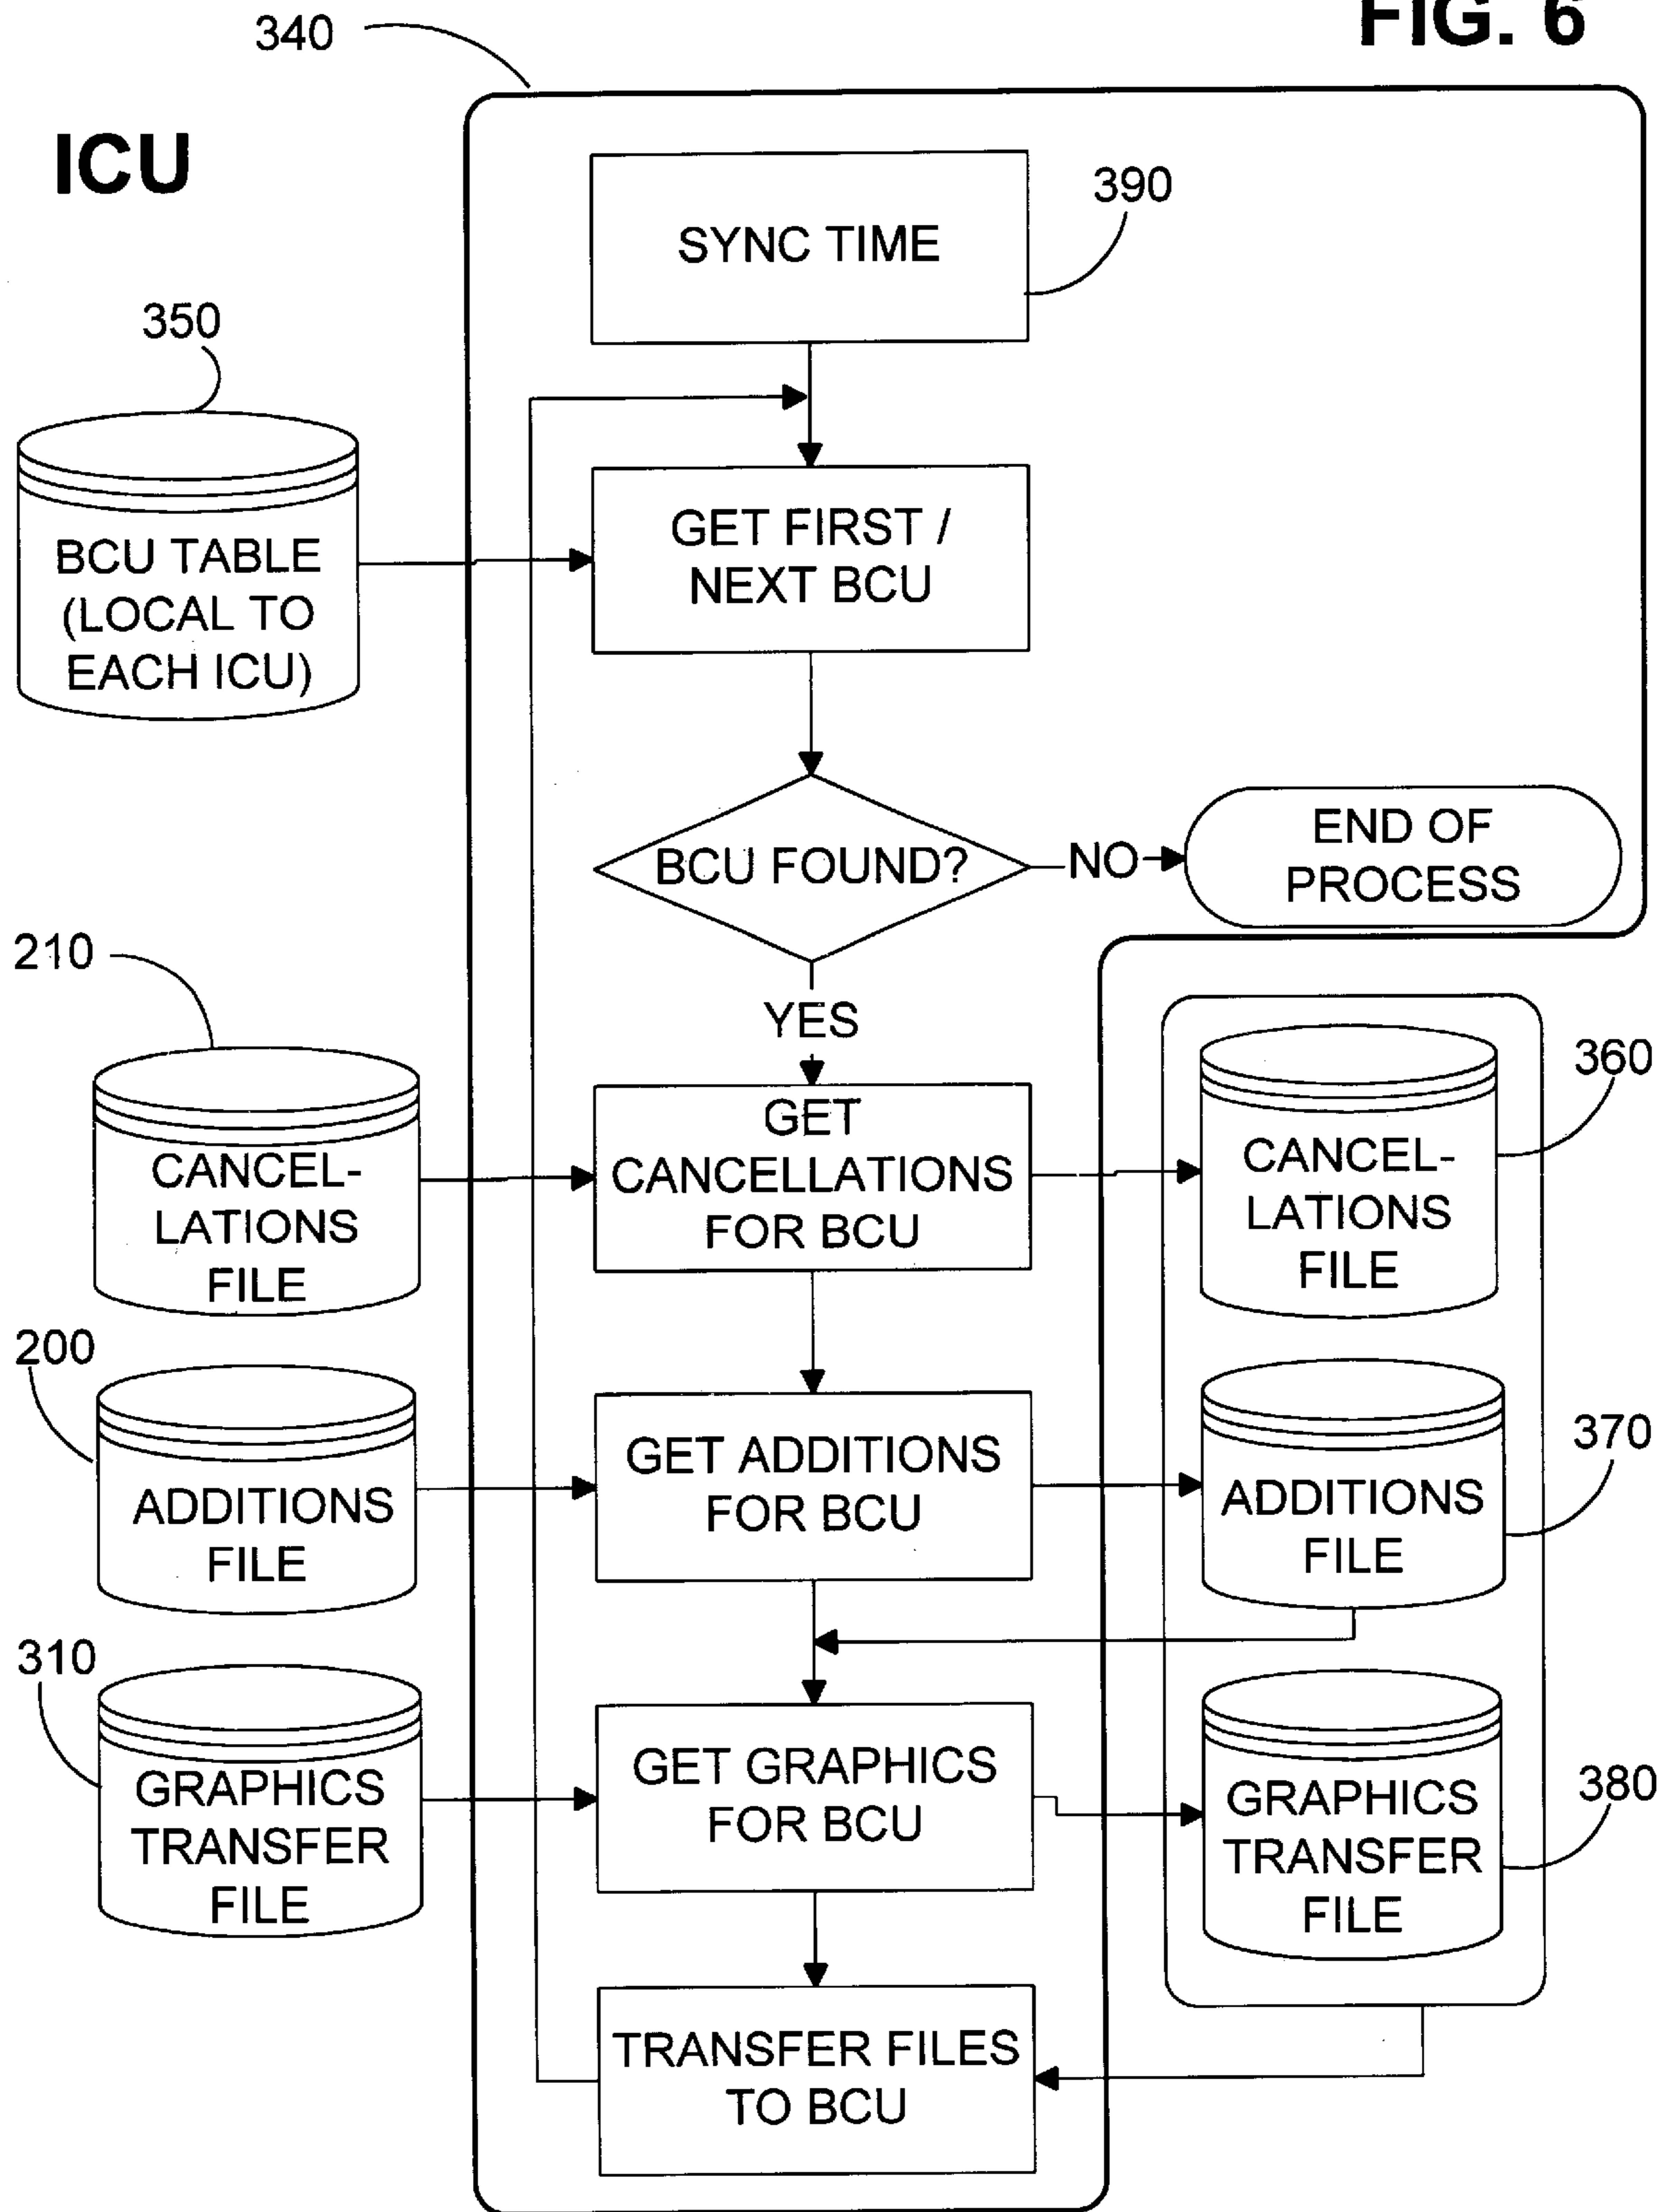 FIG. 6
340
ICU
SYNC TIME
390
350
BCU TABLE
(LOCAL TO
EACH ICU)
GET FIRST /
NEXT BCU
BCU FOUND?
NO
END OF
PROCESS
YES
210
CANCEL-
LATIONS
FILE
GET
CANCELLATIONS
FOR BCU
360
CANCEL-
LATIONS
FILE
200
ADDITIONS
FILE
GET ADDITIONS
FOR BCU
370
ADDITIONS
FILE
310
GRAPHICS
TRANSFER
FILE
GET GRAPHICS
FOR BCU
380
GRAPHICS
TRANSFER
FILE
TRANSFER FILES
TO BCU